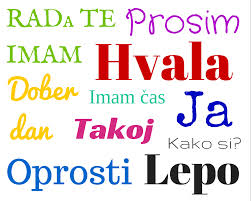 RADa TE
IMAM
Prosim
Hvala
Dober
dan
Imam čas
Takoj
Ja
Kako si?
Oprosti
Lepo